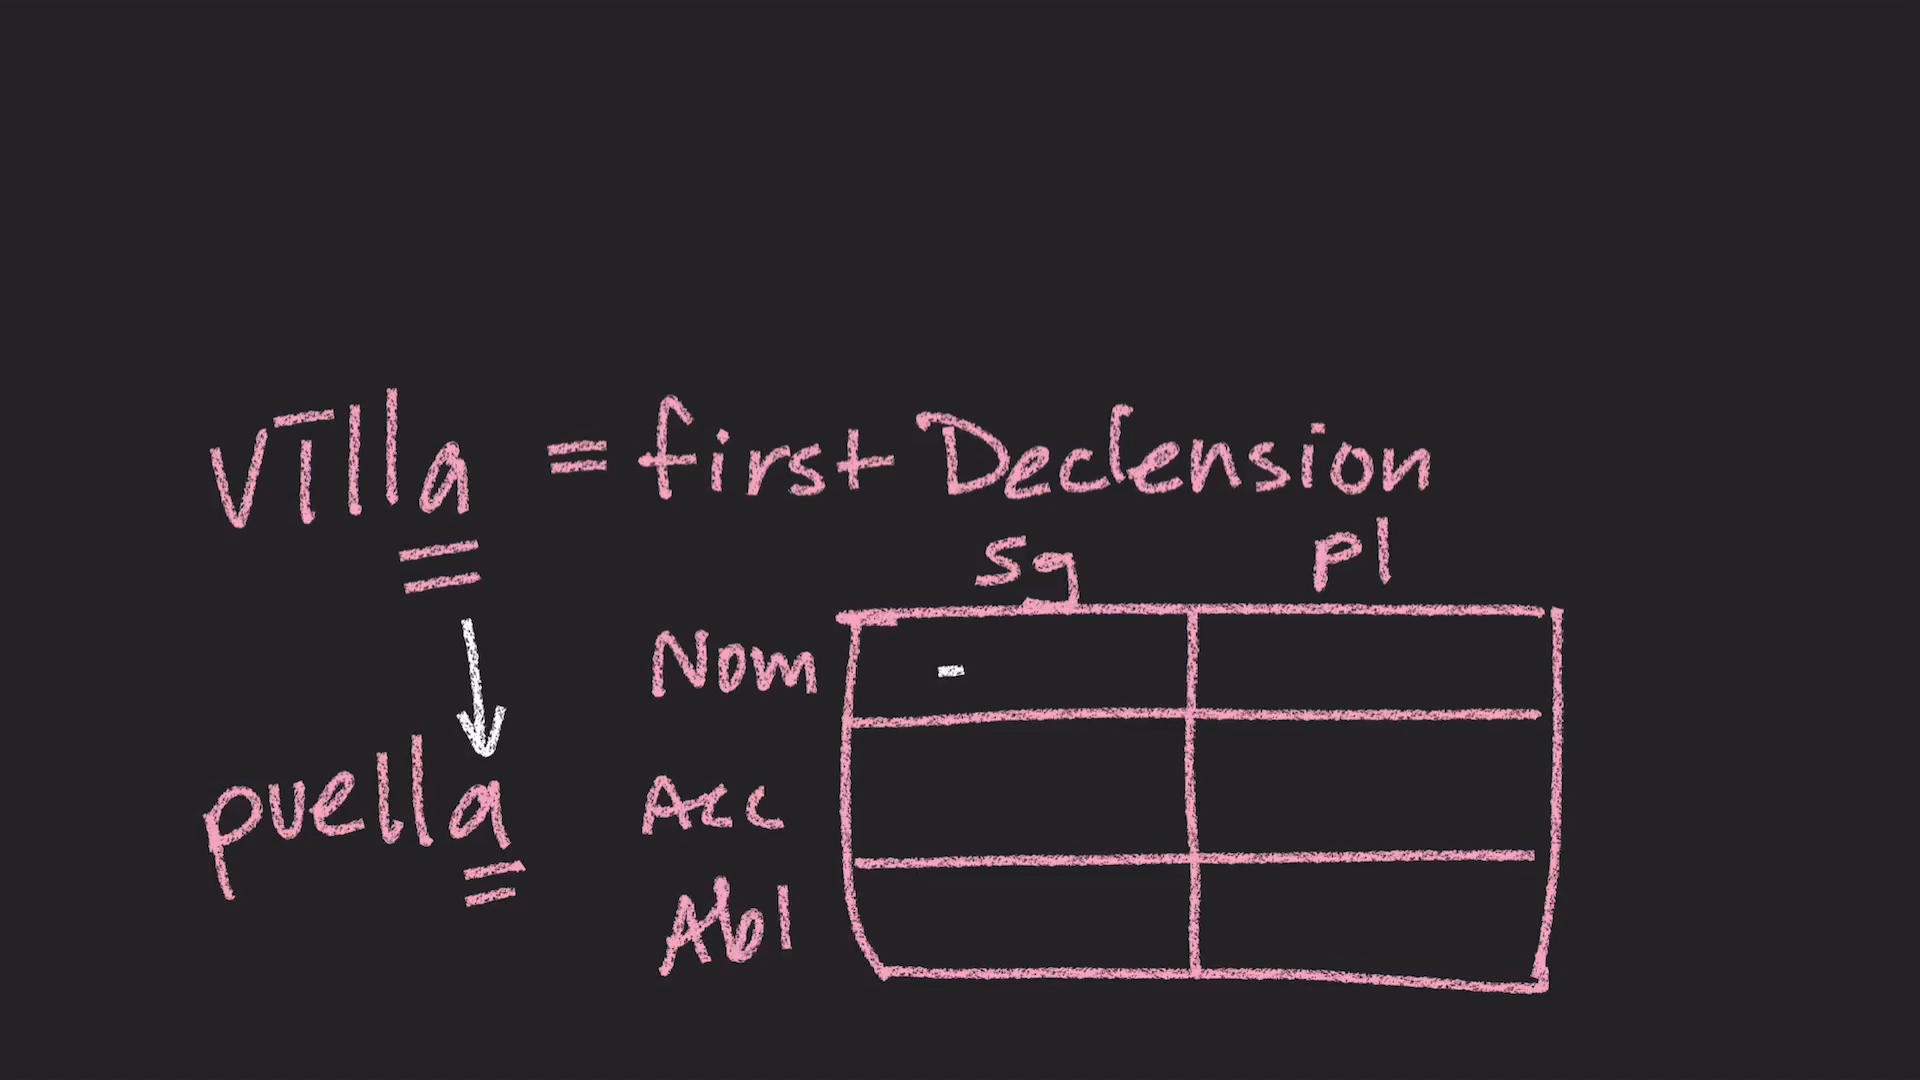 vīlla = first Declension
sg pl
Nom -
puella
Acc
Abl